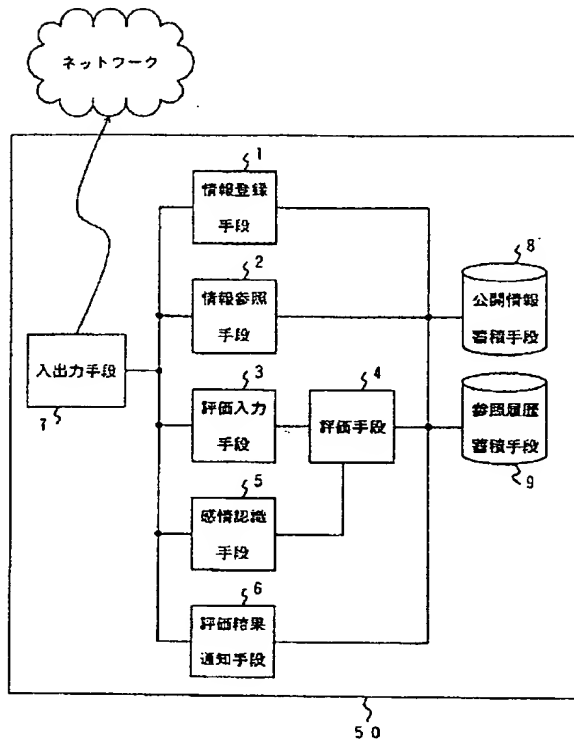 ネットワーク
1
情報登録
手段
2
情報参照
手段
8
公開情報
蓄積手段
入出力手段
7
3
評価入力
手段
4
評価手段
参照履歴
蓄積手段
9
5
感情認識
手段
6
評価結果
通知手段
50